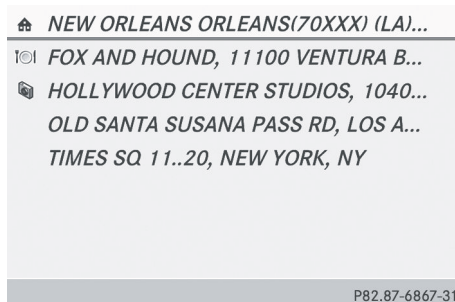 NEW ORLEANS ORLEANS(70XXX) (LA)...
FOX AND HOUND, 11100 VENTURA B...
HOLLYWOOD CENTER STUDIOS, 1040...
OLD SANTA SUSANA PASS RD, LOS A...
TIMES SQ 11..20, NEW YORK, NY
P82.87-6867-31